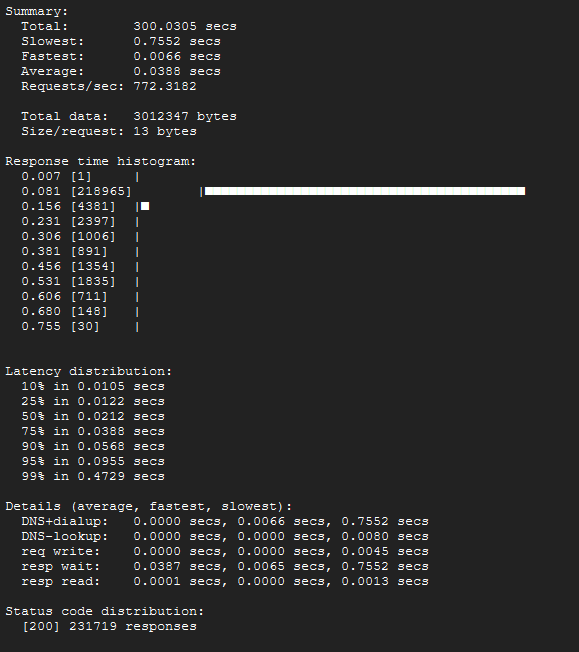 Summary:
  Total:        300.0305 secs
  Slowest:      0.7552 secs
  Fastest:      0.0066 secs
  Average:      0.0388 secs
  Requests/sec: 772.3182

  Total data:   3012347 bytes
  Size/request: 13 bytes

Response time histogram:
  0.007 [1]     |
  0.081 [218965]        |■■■■■■■■■■■■■■■■■■■■■■■■■■■■■■■■■■■■■■■■
  0.156 [4381]  |■
  0.231 [2397]  |
  0.306 [1006]  |
  0.381 [891]   |
  0.456 [1354]  |
  0.531 [1835]  |
  0.606 [711]   |
  0.680 [148]   |
  0.755 [30]    |

Latency distribution:
  10% in 0.0105 secs
  25% in 0.0122 secs
  50% in 0.0212 secs
  75% in 0.0388 secs
  90% in 0.0568 secs
  95% in 0.0955 secs
  99% in 0.4729 secs

Details (average, fastest, slowest):
  DNS+dialup:   0.0000 secs, 0.0066 secs, 0.7552 secs
  DNS-lookup:   0.0000 secs, 0.0000 secs, 0.0080 secs
  req write:    0.0000 secs, 0.0000 secs, 0.0045 secs
  resp wait:    0.0387 secs, 0.0065 secs, 0.7552 secs
  resp read:    0.0001 secs, 0.0000 secs, 0.0013 secs

Status code distribution:
  [200] 231719 responses